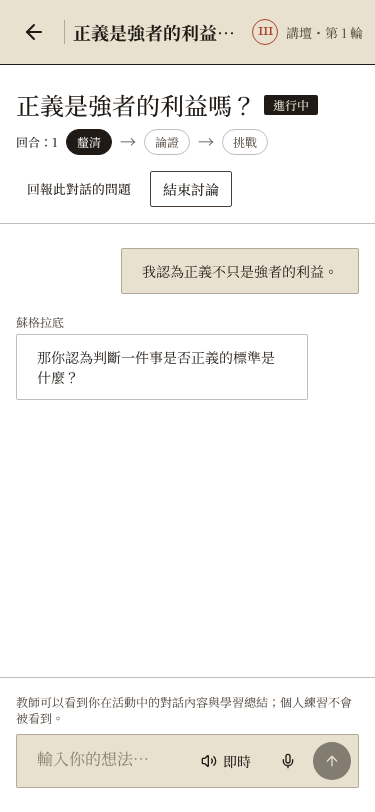 正義是強者的利益… III 講壇・第 1 輪
正義是強者的利益嗎？ 進行中
回合：1 釐清 → 論證 → 挑戰
回報此對話的問題 結束討論
我認為正義不只是強者的利益。
蘇格拉底
那你認為判斷一件事是否正義的標準是
什麼？
教師可以看到你在活動中的對話內容與學習總結；個人練習不會
被看到。
輸入你的想法… 即時